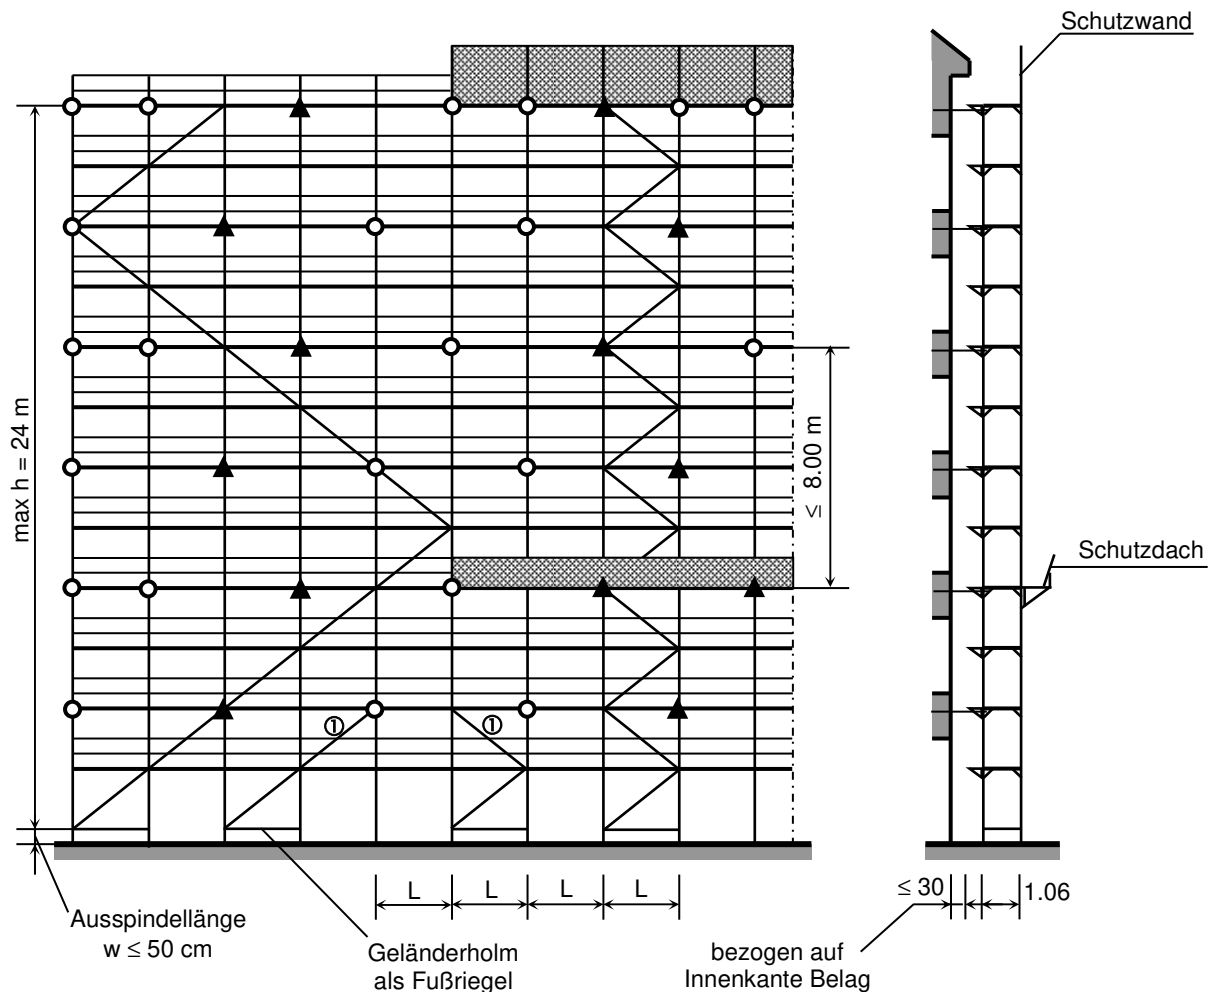 Schutzwand
max h = 24 m
≤ 8.00 m
Schutzdach
①
①
L
L
L
L
≤ 30
1.06
Ausspindellänge
w ≤ 50 cm
Geländerholm
als Fußriegel
bezogen auf
Innenkante Belag